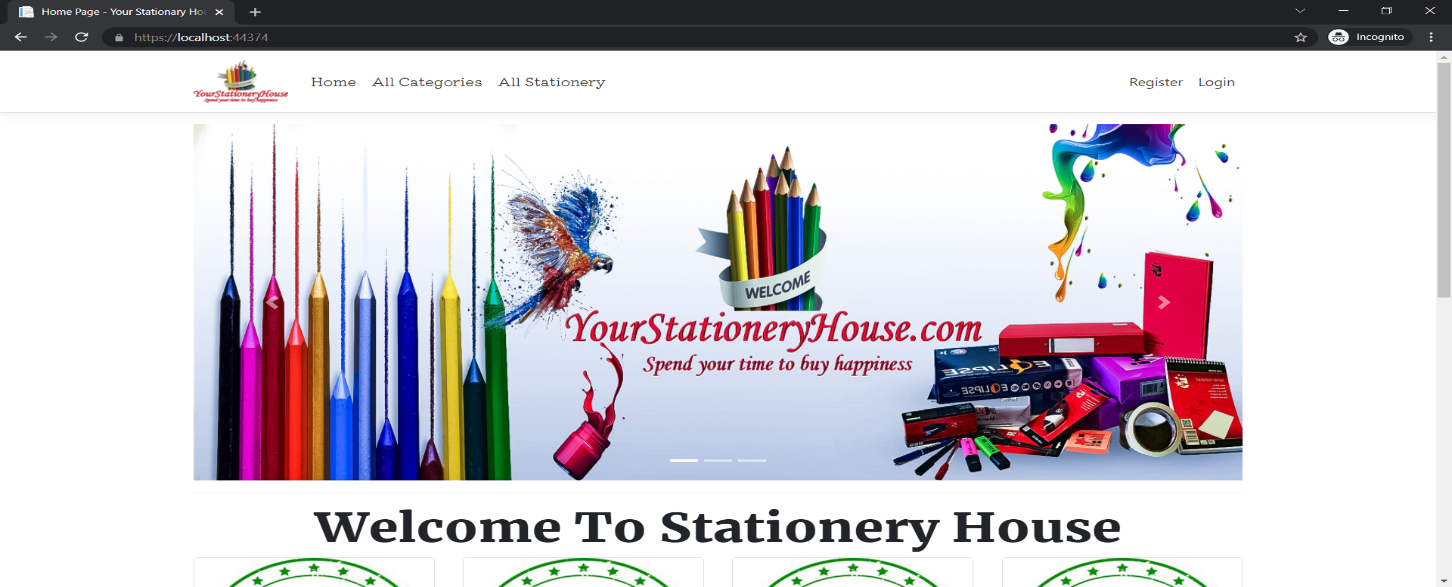 Home Page - Your Stationary Hou
Incognito
https://localhost:44374
YourStationeryHouse
Spend your time to buy happiness
Home
All Categories
All Stationery
Register
Login
WELCOME
YourStationeryHouse.com
Spend your time to buy happiness
ECLIPSE
ECLIPSE
Welcome To Stationery House